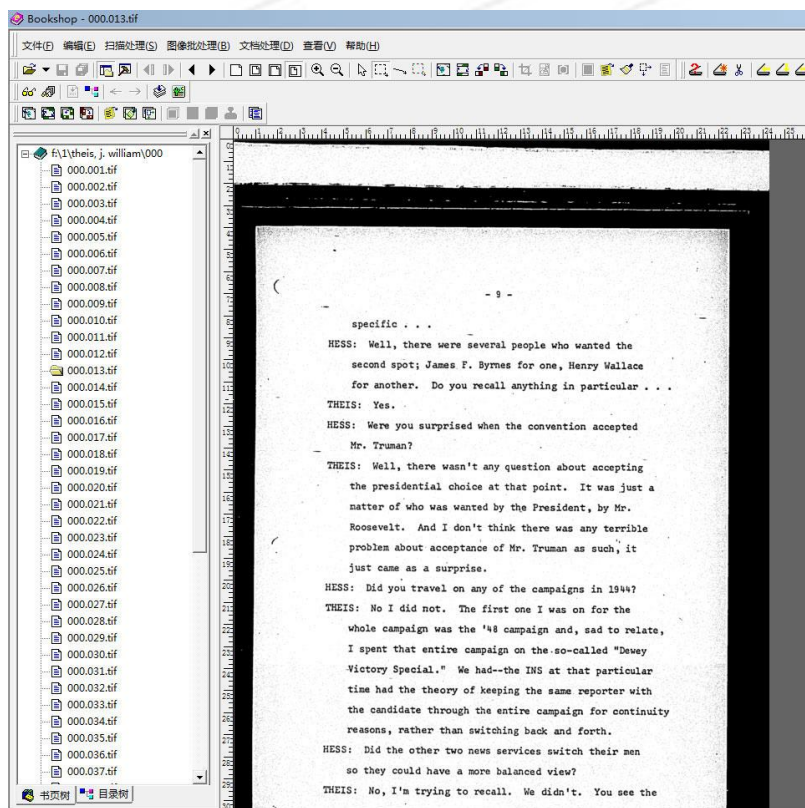 Bookshop - 000.013.tif
文件(F) 编辑(E) 扫描处理(S) 图像批处理(B) 文档处理(D) 查看(V) 帮助(H)
f:\1\theis, j. william\000
000.001.tif
000.002.tif
000.003.tif
000.004.tif
000.005.tif
000.006.tif
000.007.tif
000.008.tif
000.009.tif
000.010.tif
000.011.tif
000.012.tif
000.013.tif
000.014.tif
000.015.tif
000.016.tif
000.017.tif
000.018.tif
000.019.tif
000.020.tif
000.021.tif
000.022.tif
000.023.tif
000.024.tif
000.025.tif
000.026.tif
000.027.tif
000.028.tif
000.029.tif
000.030.tif
000.031.tif
000.032.tif
000.033.tif
000.034.tif
000.035.tif
000.036.tif
000.037.tif
书页树 目录树
- 9 -
specific . . .
HESS: Well, there were several people who wanted the
second spot; James F. Byrnes for one, Henry Wallace
for another. Do you recall anything in particular . . .
THEIS: Yes.
HESS: Were you surprised when the convention accepted
Mr. Truman?
THEIS: Well, there wasn't any question about accepting
the presidential choice at that point. It was just a
matter of who was wanted by the President, by Mr.
Roosevelt. And I don't think there was any terrible
problem about acceptance of Mr. Truman as such, it
just came as a surprise.
HESS: Did you travel on any of the campaigns in 1944?
THEIS: No I did not. The first one I was on for the
whole campaign was the '48 campaign and, sad to relate,
I spent that entire campaign on the so-called "Dewey
Victory Special." We had--the INS at that particular
time had the theory of keeping the same reporter with
the candidate through the entire campaign for continuity
reasons, rather than switching back and forth.
HESS: Did the other two news services switch their men
so they could have a more balanced view?
THEIS: No, I'm trying to recall. We didn't. You see the